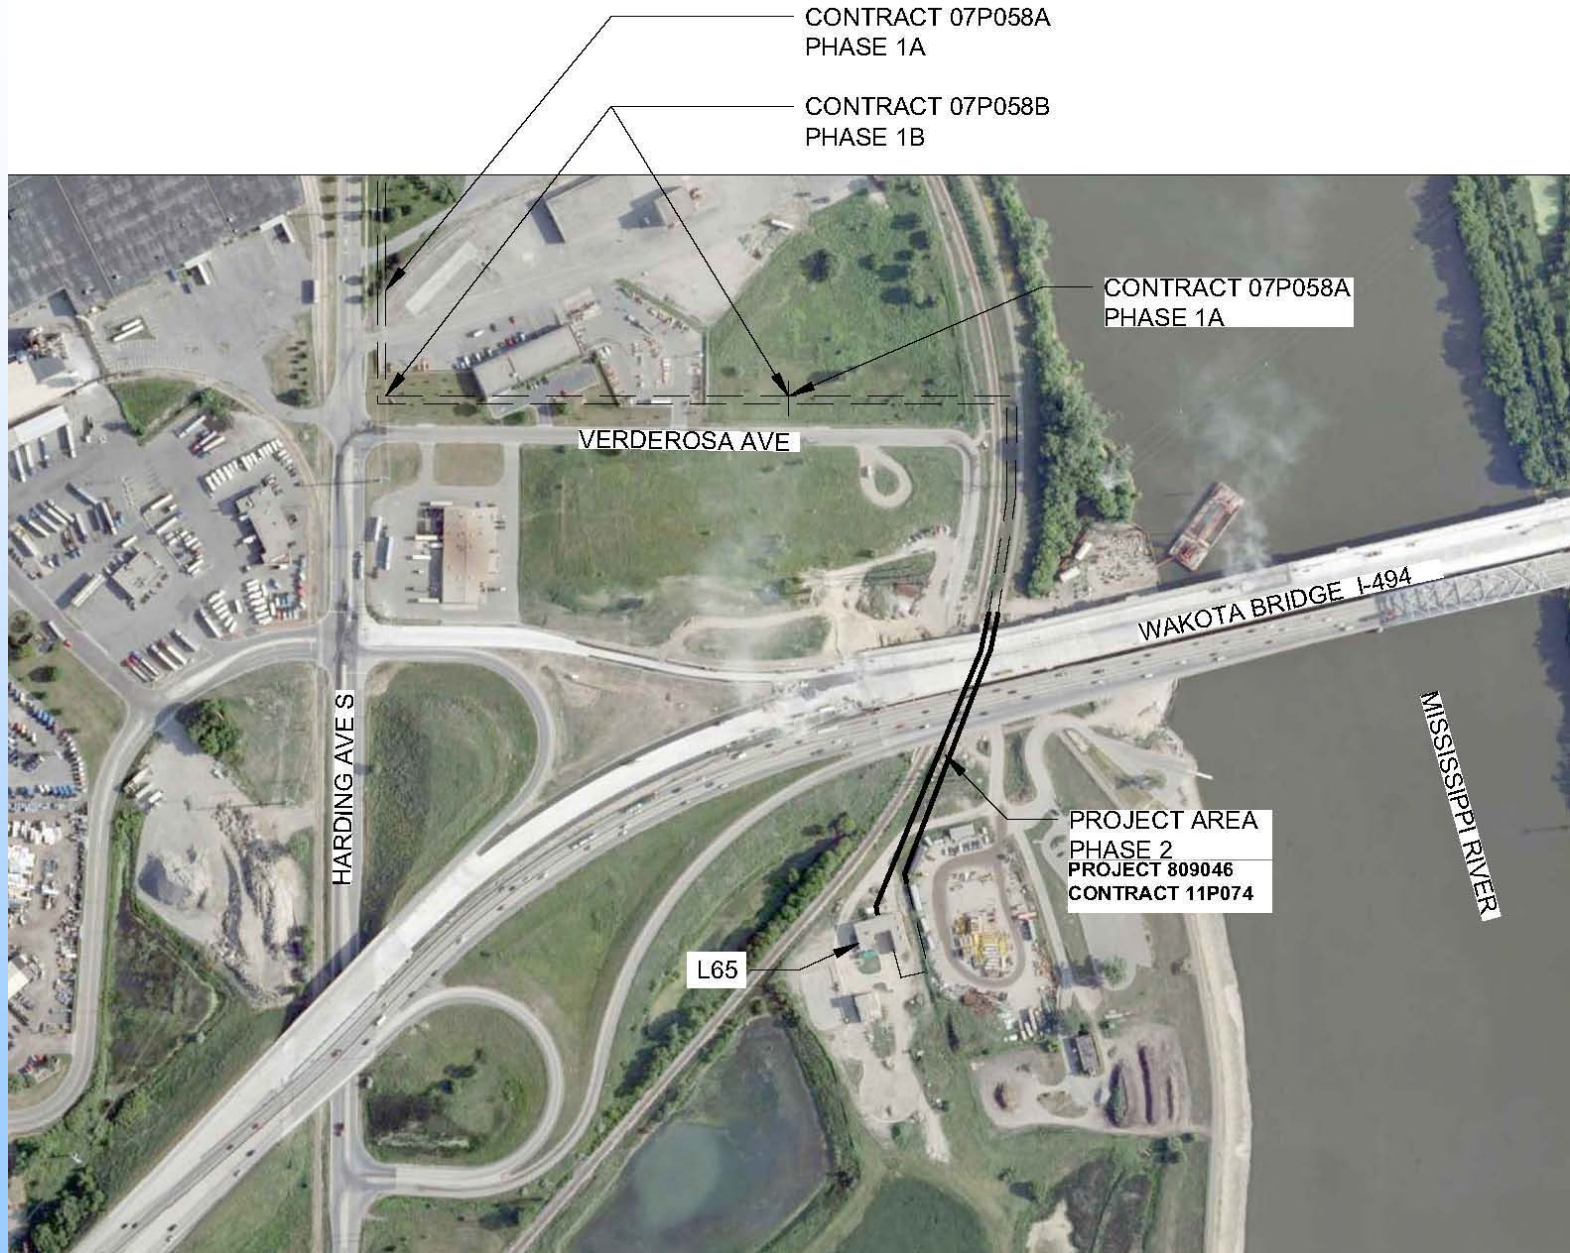 CONTRACT 07P058A
PHASE 1A
CONTRACT 07P058B
PHASE 1B
CONTRACT 07P058A
PHASE 1A
VERDEROSA AVE
WAKOTA BRIDGE I-494
HARDING AVE S
MISSISSIPPI RIVER
PROJECT AREA
PHASE 2
PROJECT 809046
CONTRACT 11P074
L65